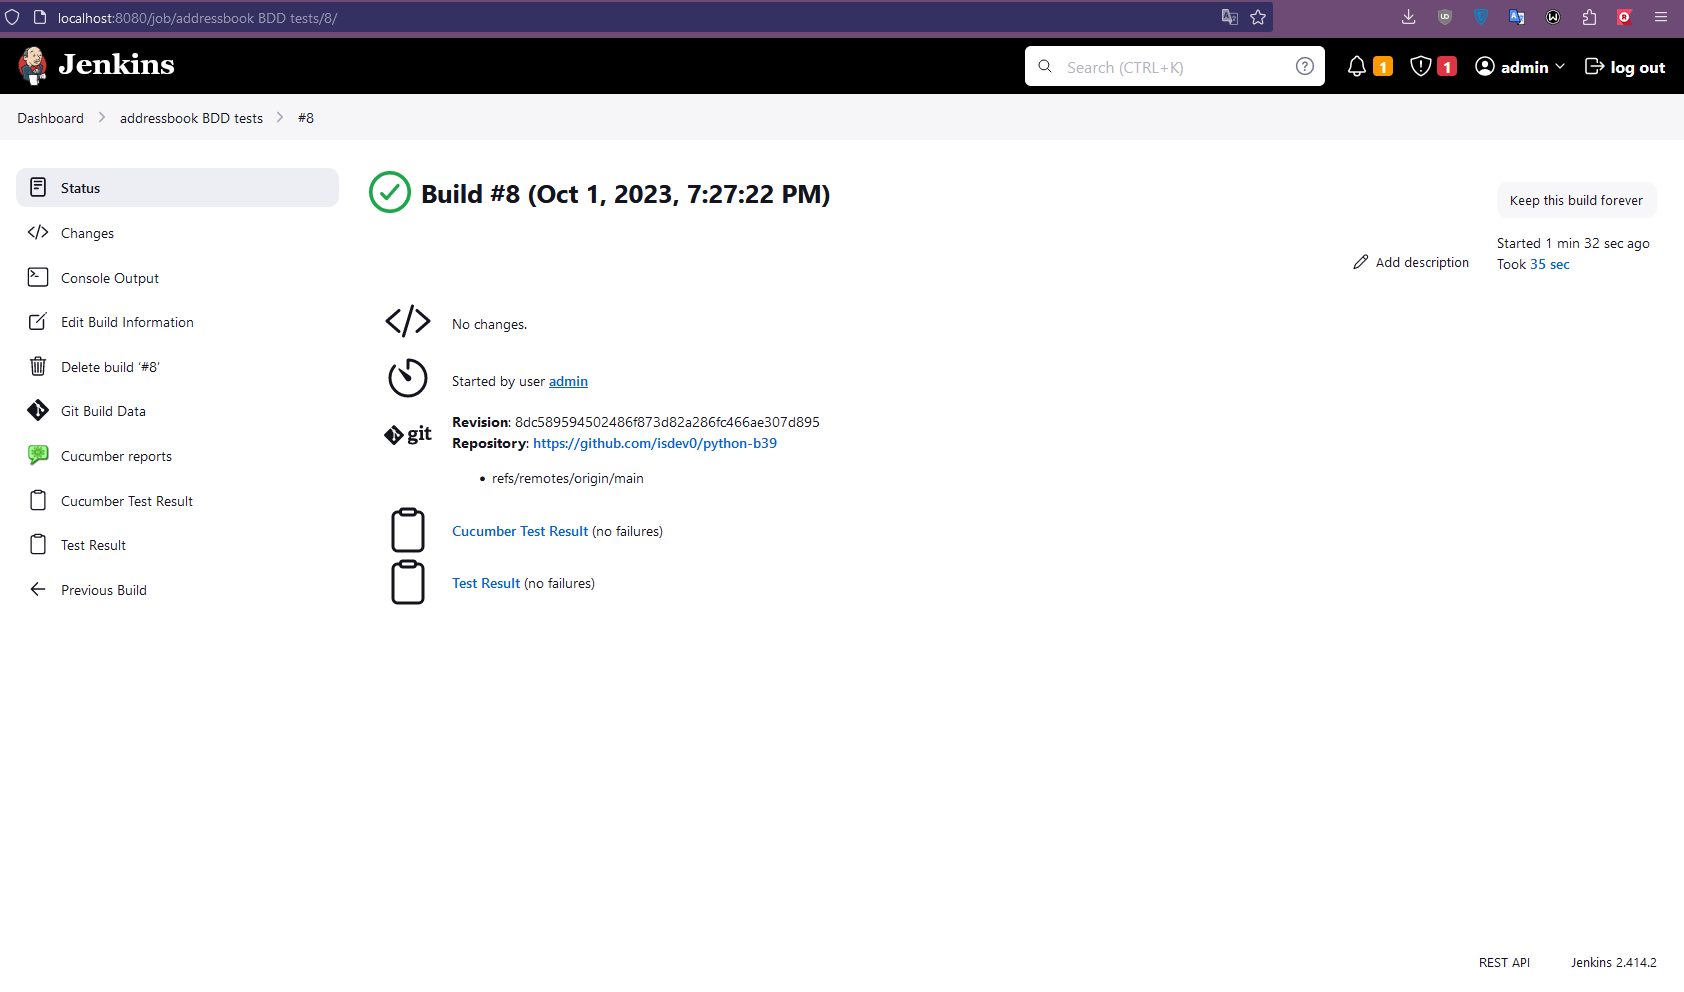 localhost:8080/job/addressbook BDD tests/8/
Jenkins
Search (CTRL+K)
1
1
admin
log out
Dashboard
addressbook BDD tests
#8
Status
Changes
Console Output
Edit Build Information
Delete build ‘#8’
Git Build Data
Cucumber reports
Cucumber Test Result
Test Result
Previous Build
Build #8 (Oct 1, 2023, 7:27:22 PM)
Keep this build forever
Started 1 min 32 sec ago
Took 35 sec
Add description
No changes.
Started by user admin
git
Revision: 8dc589594502486f873d82a286fc466ae307d895
Repository: https://github.com/isdev0/python-b39
• refs/remotes/origin/main
Cucumber Test Result (no failures)
Test Result (no failures)
REST API
Jenkins 2.414.2